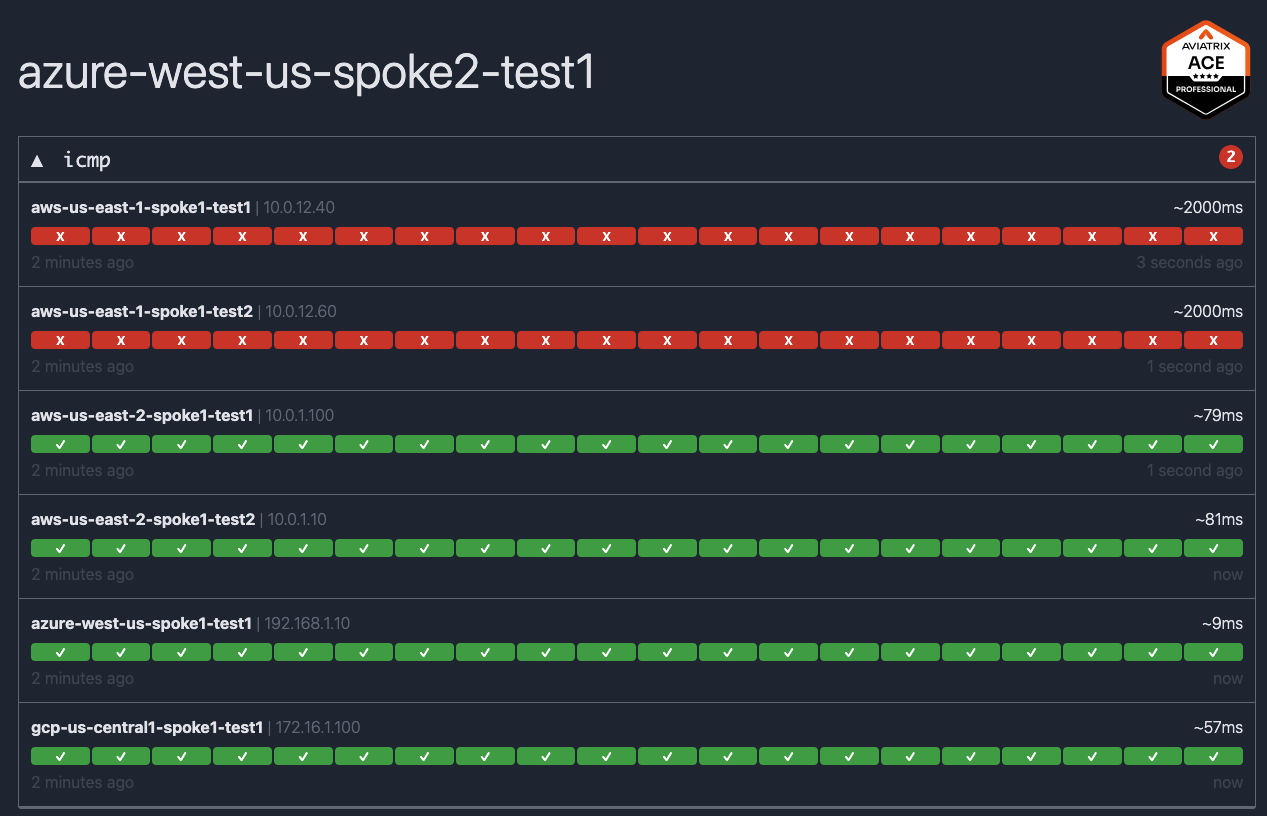 azure-west-us-spoke2-test1
AVIATRIX
ACE
PROFESSIONAL
▲ icmp 2
aws-us-east-1-spoke1-test1 | 10.0.12.40 ~2000ms
X X X X X X X X X X X X X X X X X X X X
2 minutes ago 3 seconds ago
aws-us-east-1-spoke1-test2 | 10.0.12.60 ~2000ms
X X X X X X X X X X X X X X X X X X X X
2 minutes ago 1 second ago
aws-us-east-2-spoke1-test1 | 10.0.1.100 ~79ms
✓ ✓ ✓ ✓ ✓ ✓ ✓ ✓ ✓ ✓ ✓ ✓ ✓ ✓ ✓ ✓ ✓ ✓ ✓ ✓
2 minutes ago 1 second ago
aws-us-east-2-spoke1-test2 | 10.0.1.10 ~81ms
✓ ✓ ✓ ✓ ✓ ✓ ✓ ✓ ✓ ✓ ✓ ✓ ✓ ✓ ✓ ✓ ✓ ✓ ✓ ✓
2 minutes ago now
azure-west-us-spoke1-test1 | 192.168.1.10 ~9ms
✓ ✓ ✓ ✓ ✓ ✓ ✓ ✓ ✓ ✓ ✓ ✓ ✓ ✓ ✓ ✓ ✓ ✓ ✓ ✓
2 minutes ago now
gcp-us-central1-spoke1-test1 | 172.16.1.100 ~57ms
✓ ✓ ✓ ✓ ✓ ✓ ✓ ✓ ✓ ✓ ✓ ✓ ✓ ✓ ✓ ✓ ✓ ✓ ✓ ✓
2 minutes ago now